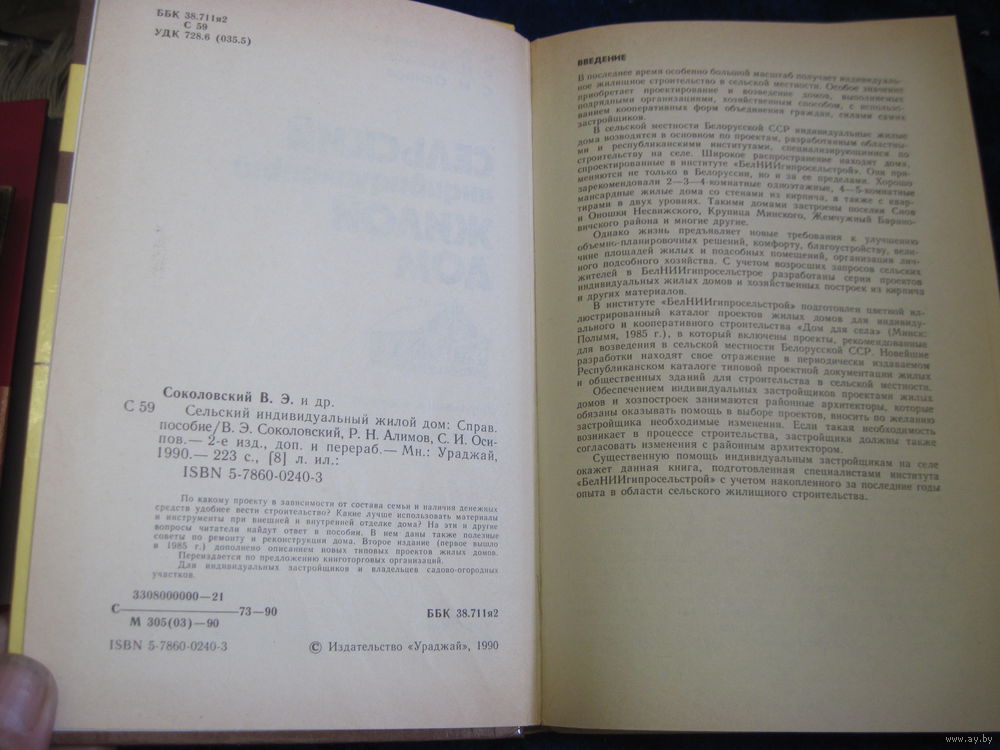 ББК 38.711я2
С 59
УДК 728.6 (035.5)
Соколовский В. Э. и др.
С 59 Сельский индивидуальный жилой дом: Справ.
пособие/В. Э. Соколовский, Р. Н. Алимов, С. И. Оси-
пов.— 2-е изд., доп. и перераб.— Мн.: Ураджай,
1990.— 223 с., [8] л. ил.:
ISBN 5-7860-0240-3
По какому проекту в зависимости от состава семьи и наличия денежных
средств удобнее вести строительство? Какие лучше использовать материалы
и инструменты при внешней и внутренней отделке дома? На эти и другие
вопросы читатели найдут ответ в пособии. В нем даны также полезные
советы по ремонту и реконструкции дома. Второе издание (первое вышло
в 1985 г.) дополнено описанием новых типовых проектов жилых домов.
Переиздается по предложению книготорговых организаций.
Для индивидуальных застройщиков и владельцев садово-огородных
участков.
3308000000—21
С———73—90
М 305(03)—90
ББК 38.711я2
ISBN 5-7860-0240-3
© Издательство «Ураджай», 1990
ВВЕДЕНИЕ
В последнее время особенно большой масштаб получает индивидуаль-
ное жилищное строительство в сельской местности. Особое значение
приобретает проектирование и возведение домов, выполняемых
подрядными организациями, хозяйственным способом, с использо-
ванием кооперативных форм объединения граждан, силами самих
застройщиков.
В сельской местности Белорусской ССР индивидуальные жилые
дома возводятся в основном по проектам, разработанным областны-
ми и республиканскими институтами, специализирующимися по
строительству на селе. Широкое распространение находят дома,
спроектированные в институте «БелНИИгипросельстрой». Они при-
меняются не только в Белоруссии, но и за ее пределами. Хорошо
зарекомендовали 2—3—4-комнатные одноэтажные, 4—5-комнатные
мансардные жилые дома со стенами из кирпича, а также с квар-
тирами в двух уровнях. Такими домами застроены поселки Снов
и Оношки Несвижского, Крупица Минского, Жемчужный Барано-
вичского района и многие другие.
Однако жизнь предъявляет новые требования к улучшению
объемно-планировочных решений, комфорту, благоустройству, вели-
чине площадей жилых и подсобных помещений, организации лич-
ного подсобного хозяйства. С учетом возросших запросов сельских
жителей в БелНИИгипросельстрое разработаны серии проектов
индивидуальных жилых домов и хозяйственных построек из кирпича
и других материалов.
В институте «БелНИИгипросельстрой» подготовлен цветной ил-
люстрированный каталог проектов жилых домов для индивиду-
ального и кооперативного строительства «Дом для села» (Минск:
Полымя, 1985 г.), в который включены проекты, рекомендованные
для возведения в сельской местности Белорусской ССР. Новейшие
разработки находят свое отражение в периодически издаваемом
Республиканском каталоге типовой проектной документации жилых
и общественных зданий для строительства в сельской местности.
Обеспечением индивидуальных застройщиков проектами жилых
домов и хозпостроек занимаются районные архитекторы, которые
обязаны оказывать помощь в выборе проектов, вносить по желанию
застройщика необходимые изменения. Если такая необходимость
возникает в процессе строительства, застройщики должны также
согласовать изменения с районным архитектором.
Существенную помощь индивидуальным застройщикам на селе
окажет данная книга, подготовленная специалистами института
«БелНИИгипросельстрой» с учетом накопленного за последние годы
опыта в области сельского жилищного строительства.
www.ay.by